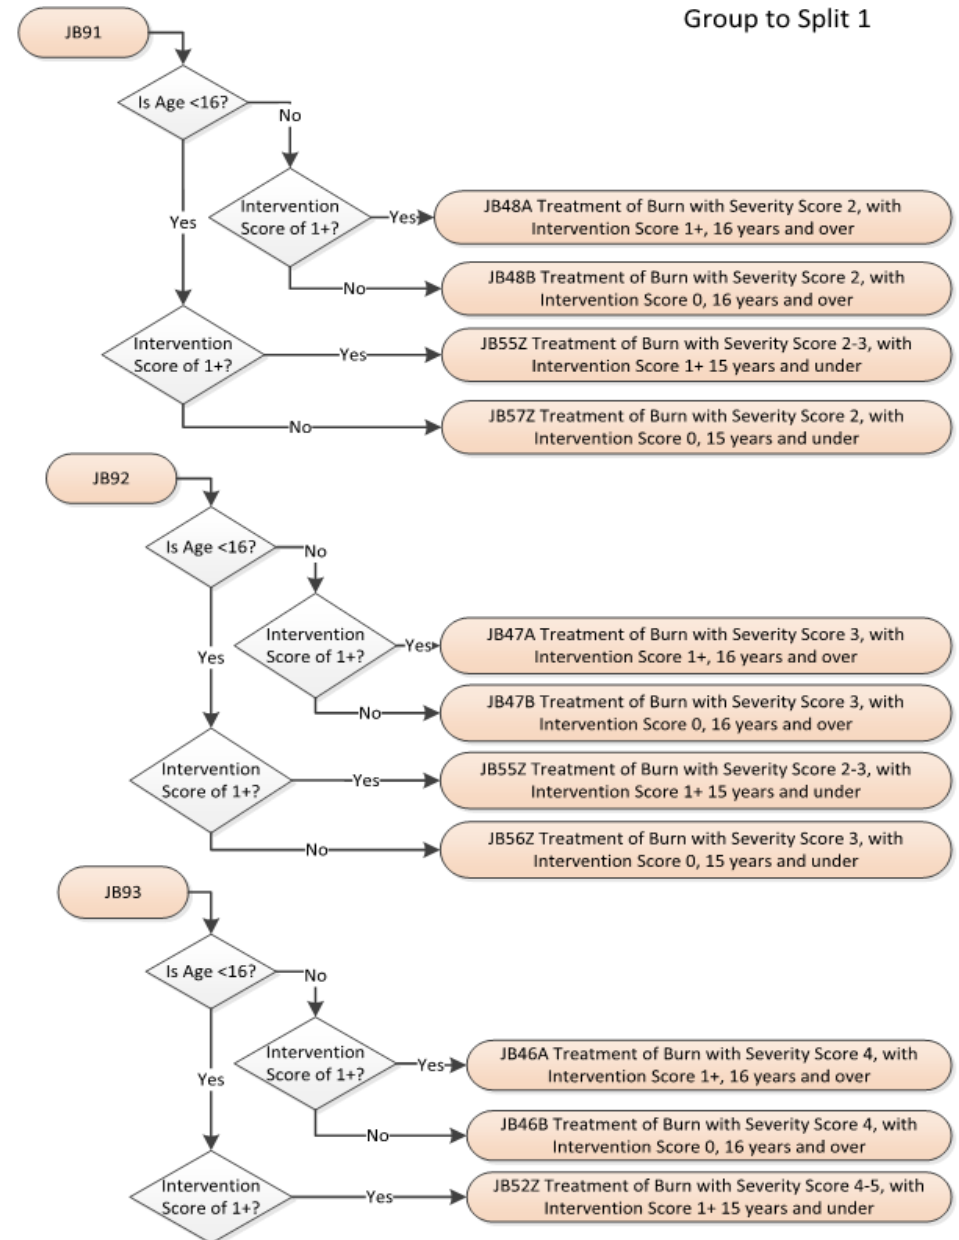 Group to Split 1
JB91
Is Age <16?
No
Yes
Intervention
Score of 1+?
Yes
JB48A Treatment of Burn with Severity Score 2, with
Intervention Score 1+, 16 years and over
No
JB48B Treatment of Burn with Severity Score 2, with
Intervention Score 0, 16 years and over
Intervention
Score of 1+?
Yes
JB55Z Treatment of Burn with Severity Score 2-3, with
Intervention Score 1+ 15 years and under
No
JB57Z Treatment of Burn with Severity Score 2, with
Intervention Score 0, 15 years and under
JB92
Is Age <16?
No
Yes
Intervention
Score of 1+?
Yes
JB47A Treatment of Burn with Severity Score 3, with
Intervention Score 1+, 16 years and over
No
JB47B Treatment of Burn with Severity Score 3, with
Intervention Score 0, 16 years and over
Intervention
Score of 1+?
Yes
JB55Z Treatment of Burn with Severity Score 2-3, with
Intervention Score 1+ 15 years and under
No
JB56Z Treatment of Burn with Severity Score 3, with
Intervention Score 0, 15 years and under
JB93
Is Age <16?
No
Yes
Intervention
Score of 1+?
Yes
JB46A Treatment of Burn with Severity Score 4, with
Intervention Score 1+, 16 years and over
No
JB46B Treatment of Burn with Severity Score 4, with
Intervention Score 0, 16 years and over
Intervention
Score of 1+?
Yes
JB52Z Treatment of Burn with Severity Score 4-5, with
Intervention Score 1+ 15 years and under